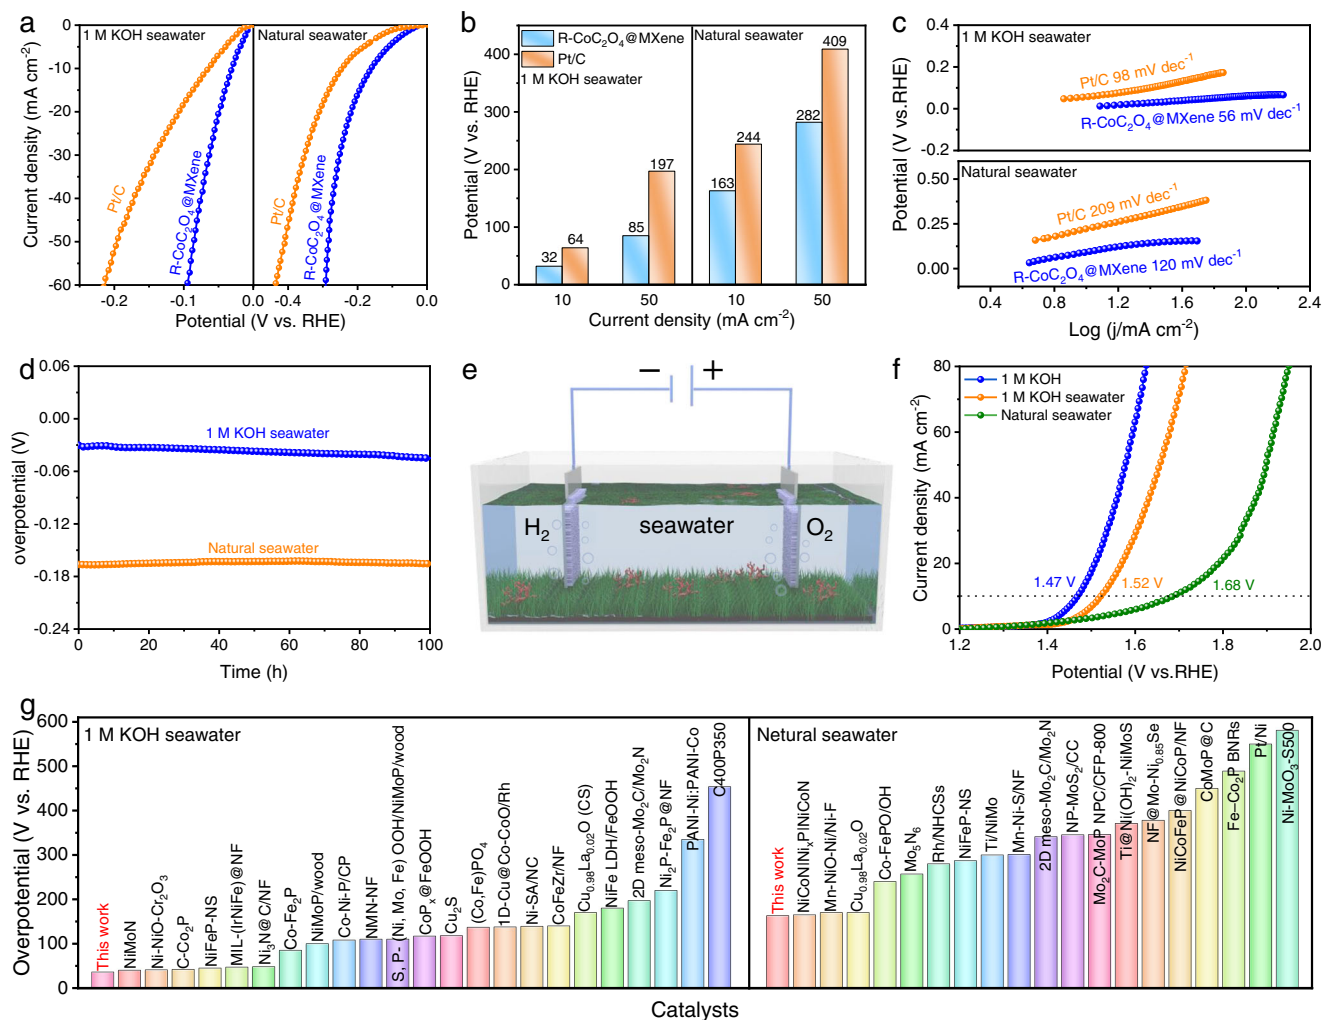 a
1 M KOH seawater
Natural seawater
Current density (mA cm⁻²)
0
-10
-20
-30
-40
-50
-60
Pt/C
R-CoC₂O₄@MXene
Pt/C
R-CoC₂O₄@MXene
-0.2
-0.1
0.0
-0.4
-0.2
0.0
Potential (V vs. RHE)
b
R-CoC₂O₄@MXene
Pt/C
1 M KOH seawater
Natural seawater
Potential (V vs. RHE)
400
300
200
100
0
32
64
85
197
163
244
282
409
10
50
10
50
Current density (mA cm⁻²)
c
1 M KOH seawater
Potential (V vs.RHE)
0.4
0.2
0.0
-0.2
Pt/C 98 mV dec⁻¹
R-CoC₂O₄@MXene 56 mV dec⁻¹
Natural seawater
0.50
0.25
0.00
Pt/C 209 mV dec⁻¹
R-CoC₂O₄@MXene 120 mV dec⁻¹
0.4
0.8
1.2
1.6
2.0
2.4
Log (j/mA cm⁻²)
d
overpotential (V)
0.06
0.00
-0.06
-0.12
-0.18
-0.24
1 M KOH seawater
Natural seawater
0
20
40
60
80
100
Time (h)
e
− +
H₂
seawater
O₂
f
1 M KOH
1 M KOH seawater
Natural seawater
Current density (mA cm⁻²)
80
60
40
20
0
1.47 V
1.52 V
1.68 V
1.2
1.4
1.6
1.8
2.0
Potential (V vs.RHE)
g
1 M KOH seawater
Netural seawater
Overpotential (V vs. RHE)
600
500
400
300
200
100
0
This work
NiMoN
Ni-NiO-Cr₂O₃
C-Co₂P
NiFeP-NS
MIL-(IrNiFe)@NF
Ni₃N@C/NF
Co-Fe₂P
NiMoP/wood
Co-Ni-P/CP
NMN-NF
S, P- (Ni, Mo, Fe) OOH/NiMoP/wood
CoPₓ@FeOOH
Cu₂S
(Co,Fe)PO₄
1D-Cu@Co-CoO/Rh
Ni-SA/NC
CoFeZr/NF
Cu₀.₉₈La₀.₀₂O (CS)
NiFe LDH/FeOOH
2D meso-Mo₂C/Mo₂N
Ni₂P-Fe₂P@NF
PANI-Ni:PANI-Co
C400P350
This work
NiCoN|NiₓP|NiCoN
Mn-NiO-Ni/Ni-F
Cu₀.₉₈La₀.₀₂O
Co-FePO/OH
Mo₅N₆
Rh/NHCSs
NiFeP-NS
Ti/NiMo
Mn-Ni-S/NF
2D meso-Mo₂C/Mo₂N
NP-MoS₂/CC
Mo₂C-MoP NPC/CFP-800
Ti@Ni(OH)₂-NiMoS
NF@Mo-Ni₀.₈₅Se
NiCoFeP@NiCoP/NF
CoMoP@C
Fe–Co₂P BNRs
Pt/Ni
Ni-MoO₃-S500
Catalysts